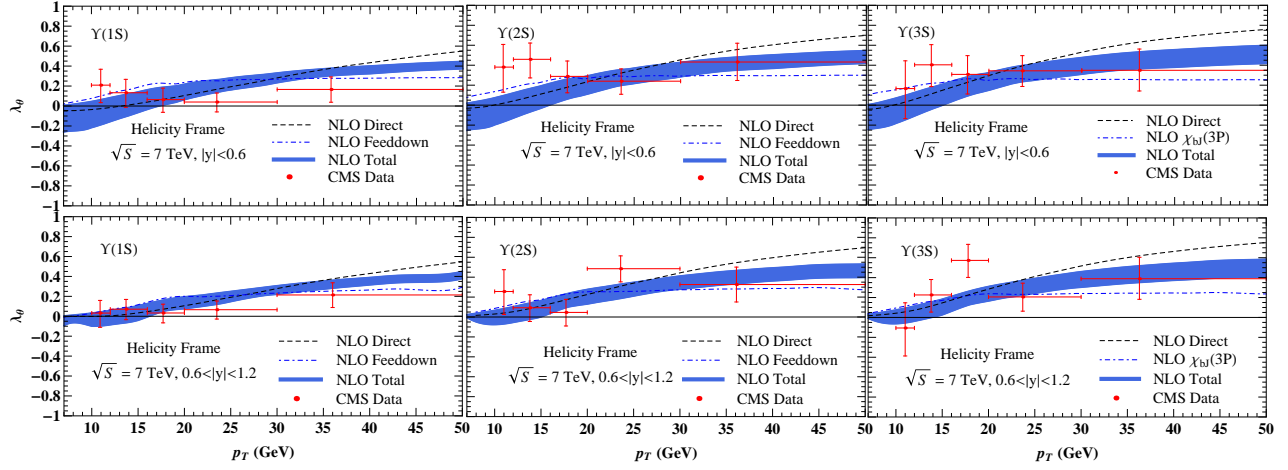 1
0.8
0.6
0.4
0.2
0
−0.2
−0.4
−0.6
−0.8
−1
λθ
ϒ(1S)
Helicity Frame
√S = 7 TeV, |y|<0.6
NLO Direct
NLO Feeddown
NLO Total
CMS Data
ϒ(2S)
Helicity Frame
√S = 7 TeV, |y|<0.6
NLO Direct
NLO Feeddown
NLO Total
CMS Data
ϒ(3S)
Helicity Frame
√S = 7 TeV, |y|<0.6
NLO Direct
NLO χbJ(3P)
NLO Total
CMS Data
1
0.8
0.6
0.4
0.2
0
−0.2
−0.4
−0.6
−0.8
−1
λθ
ϒ(1S)
Helicity Frame
√S = 7 TeV, 0.6<|y|<1.2
NLO Direct
NLO Feeddown
NLO Total
CMS Data
10 15 20 25 30 35 40 45 50
pT (GeV)
ϒ(2S)
Helicity Frame
√S = 7 TeV, 0.6<|y|<1.2
NLO Direct
NLO Feeddown
NLO Total
CMS Data
10 15 20 25 30 35 40 45 50
pT (GeV)
ϒ(3S)
Helicity Frame
√S = 7 TeV, 0.6<|y|<1.2
NLO Direct
NLO χbJ(3P)
NLO Total
CMS Data
10 15 20 25 30 35 40 45 50
pT (GeV)